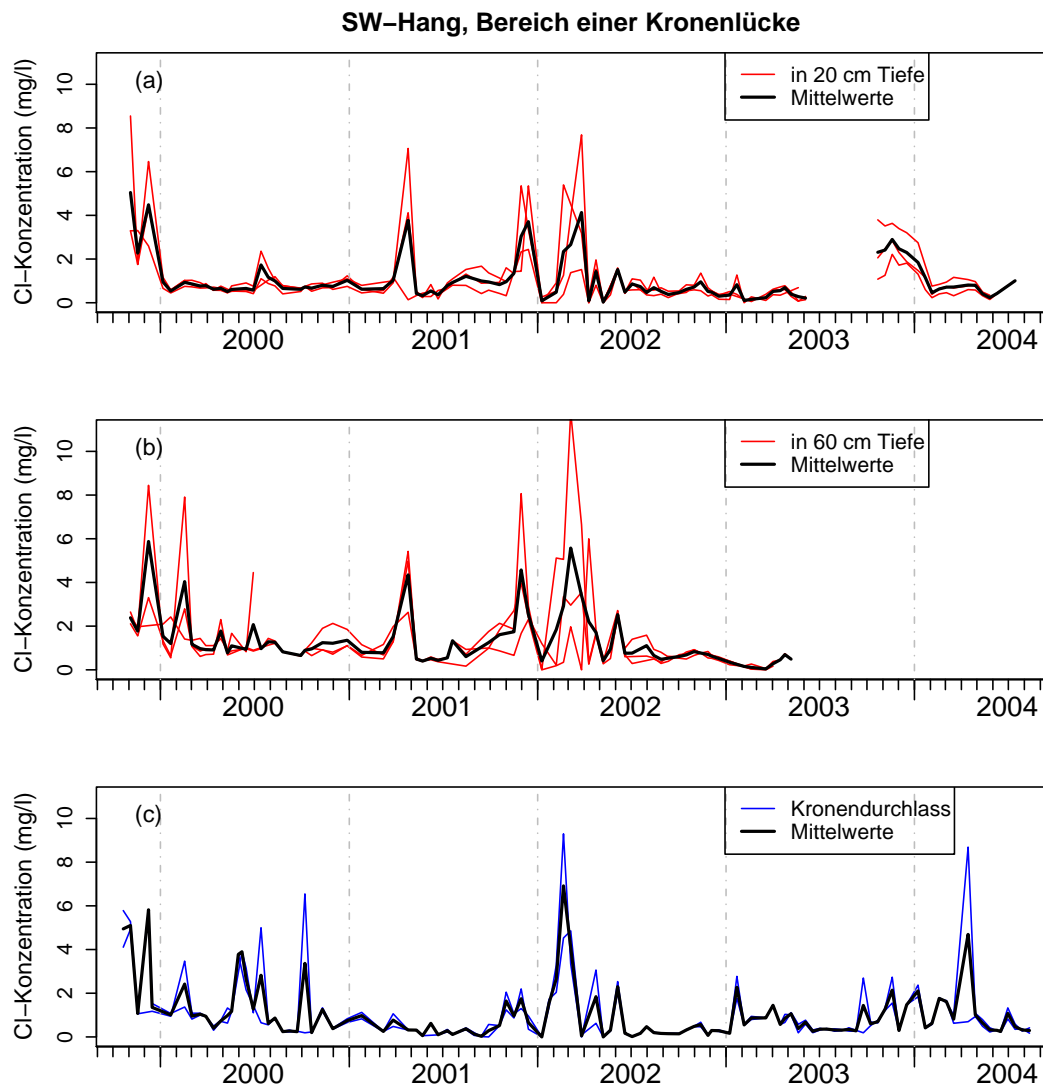 SW−Hang, Bereich einer Kronenlücke
(a)
in 20 cm Tiefe
Mittelwerte
Cl−Konzentration (mg/l)
10
8
6
4
2
0
2000 2001 2002 2003 2004
(b)
in 60 cm Tiefe
Mittelwerte
Cl−Konzentration (mg/l)
10
8
6
4
2
0
2000 2001 2002 2003 2004
(c)
Kronendurchlass
Mittelwerte
Cl−Konzentration (mg/l)
10
8
6
4
2
0
2000 2001 2002 2003 2004